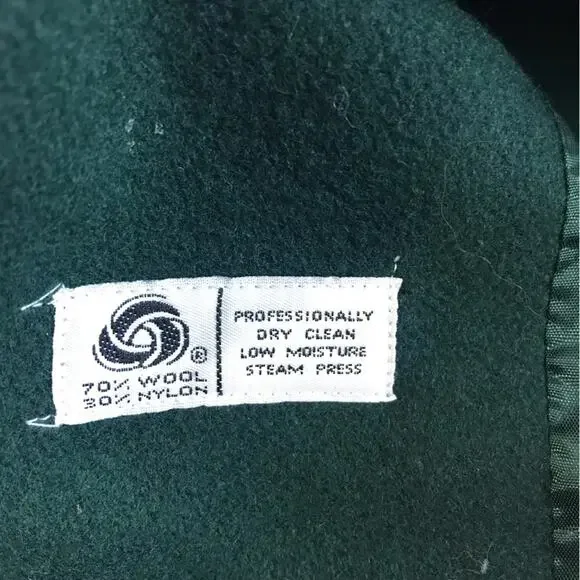 ®
70% WOOL
30% NYLON
PROFESSIONALLY
DRY CLEAN
LOW MOISTURE
STEAM PRESS